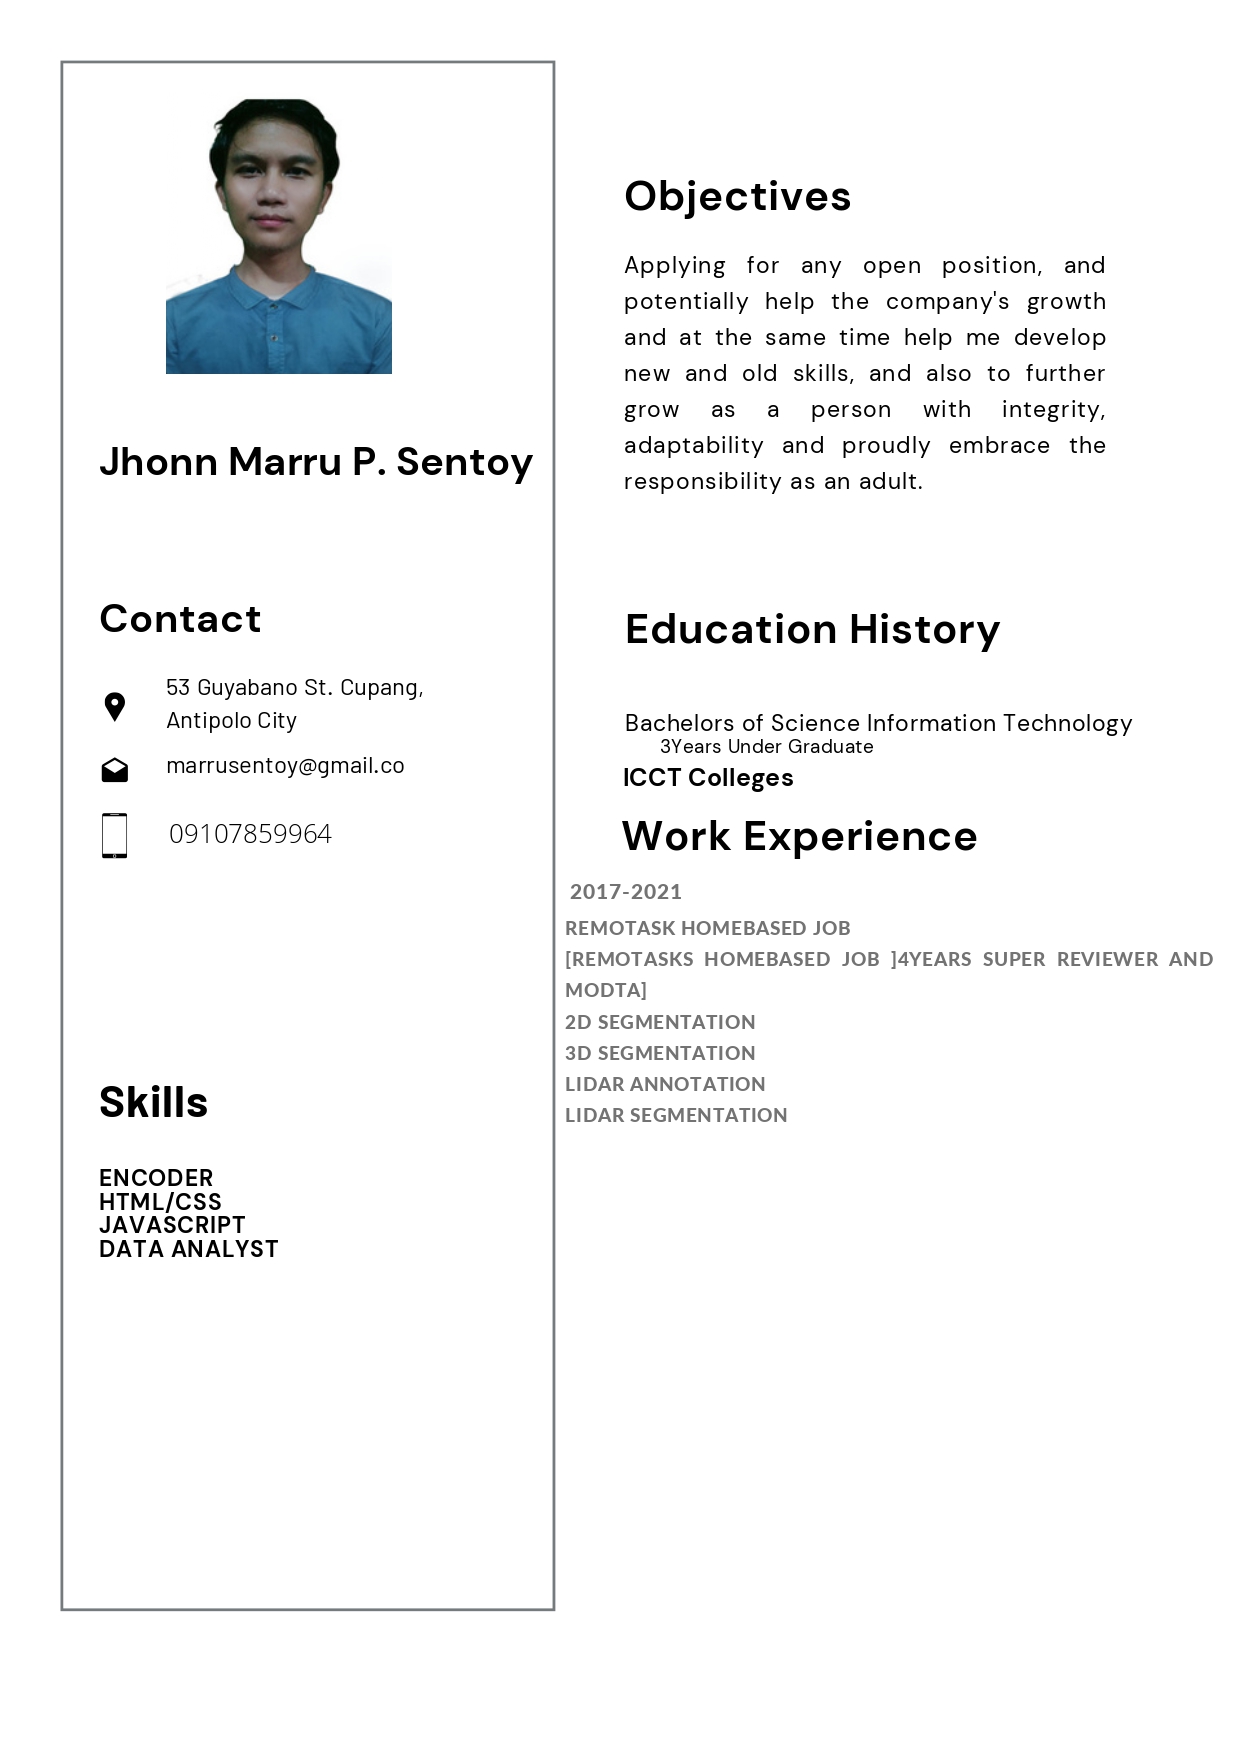 Jhonn Marru P. Sentoy
Contact
53 Guyabano St. Cupang,
Antipolo City
marrusentoy@gmail.co
09107859964
Skills
ENCODER
HTML/CSS
JAVASCRIPT
DATA ANALYST
Objectives
Applying for any open position, and
potentially help the company's growth
and at the same time help me develop
new and old skills, and also to further
grow as a person with integrity,
adaptability and proudly embrace the
responsibility as an adult.
Education History
Bachelors of Science Information Technology
3Years Under Graduate
ICCT Colleges
Work Experience
2017-2021
REMOTASK HOMEBASED JOB
[REMOTASKS HOMEBASED JOB ]4YEARS SUPER REVIEWER AND
MODTA]
2D SEGMENTATION
3D SEGMENTATION
LIDAR ANNOTATION
LIDAR SEGMENTATION